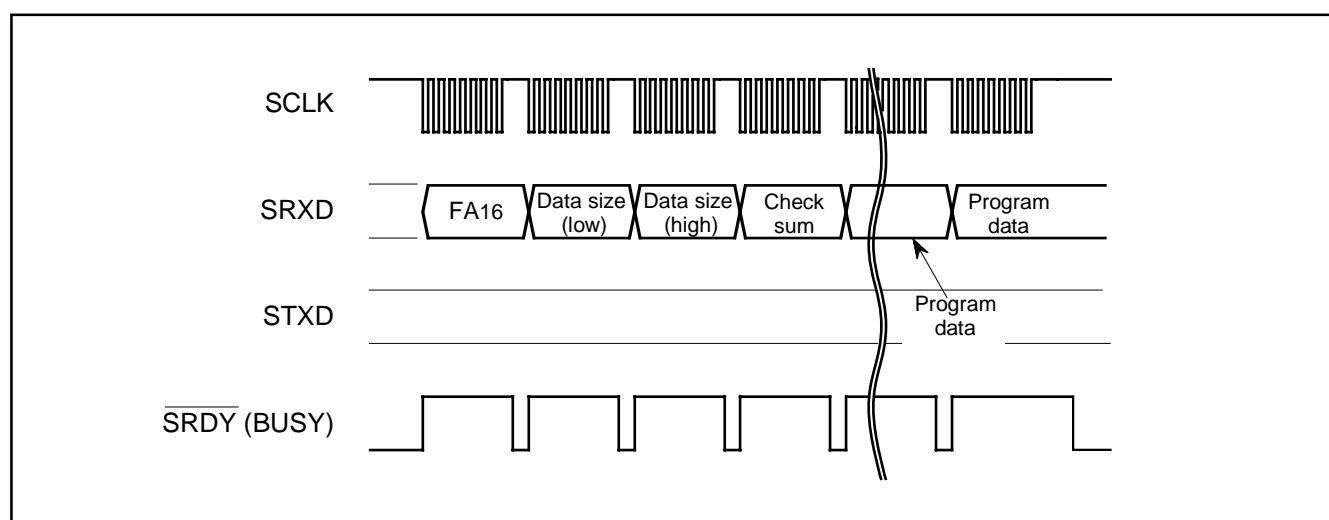 SCLK
SRXD
FA16
Data size
(low)
Data size
(high)
Check
sum
Program
data
STXD
Program
data
SRDY (BUSY)